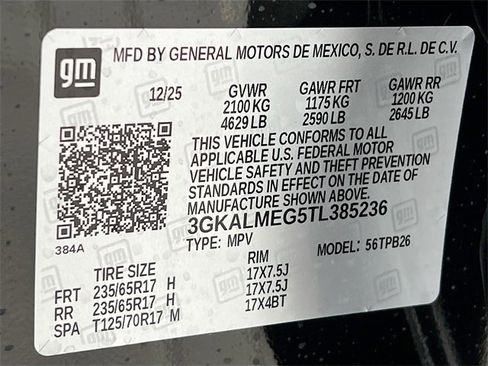 gm
MFD BY GENERAL MOTORS DE MEXICO, S. DE R.L. DE C.V.
12/25 GVWR GAWR FRT GAWR RR
2100 KG 1175 KG 1200 KG
4629 LB 2590 LB 2645 LB
THIS VEHICLE CONFORMS TO ALL
APPLICABLE U.S. FEDERAL MOTOR
VEHICLE SAFETY AND THEFT PREVENTION
STANDARDS IN EFFECT ON THE DATE OF
MANUFACTURE SHOWN ABOVE.
3GKALMEG5TL385236
384A TYPE: MPV MODEL: 56TPB26
TIRE SIZE RIM
FRT 235/65R17 H 17X7.5J
RR 235/65R17 H 17X7.5J
SPA T125/70R17 M 17X4BT